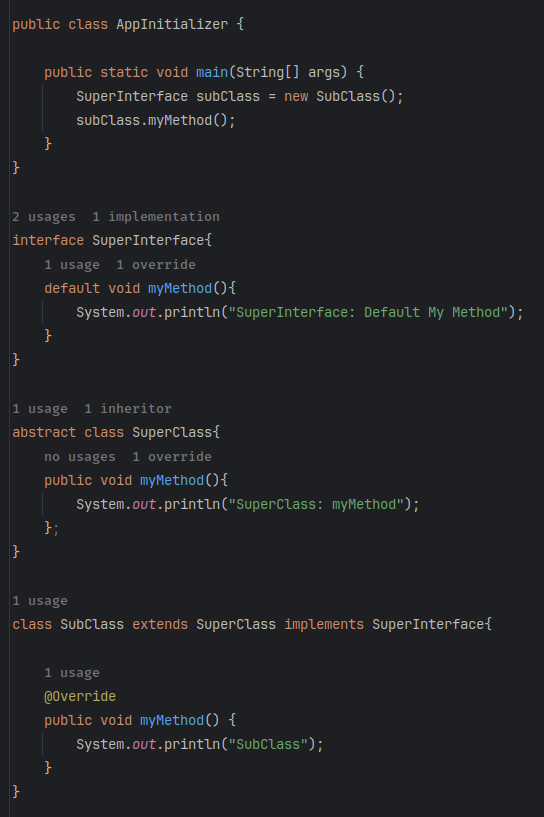 public class AppInitializer {
public static void main(String[] args) {
SuperInterface subClass = new SubClass();
subClass.myMethod();
}
}
2 usages  1 implementation
interface SuperInterface{
1 usage  1 override
default void myMethod(){
System.out.println("SuperInterface: Default My Method");
}
}
1 usage  1 inheritor
abstract class SuperClass{
no usages  1 override
public void myMethod(){
System.out.println("SuperClass: myMethod");
};
}
1 usage
class SubClass extends SuperClass implements SuperInterface{
1 usage
@Override
public void myMethod() {
System.out.println("SubClass");
}
}